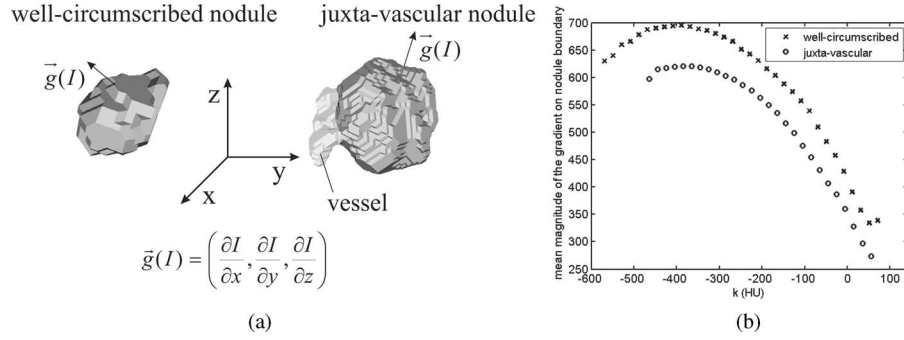 well-circumscribed nodule
juxta-vascular nodule
g⃗(I)
g⃗(I)
z
y
x
vessel
g⃗(I) = (∂I/∂x, ∂I/∂y, ∂I/∂z)
(a)
700
650
600
550
500
450
400
350
300
250
mean magnitude of the gradient on nodule boundary
well-circumscribed
juxta-vascular
-600 -500 -400 -300 -200 -100 0 100
k (HU)
(b)